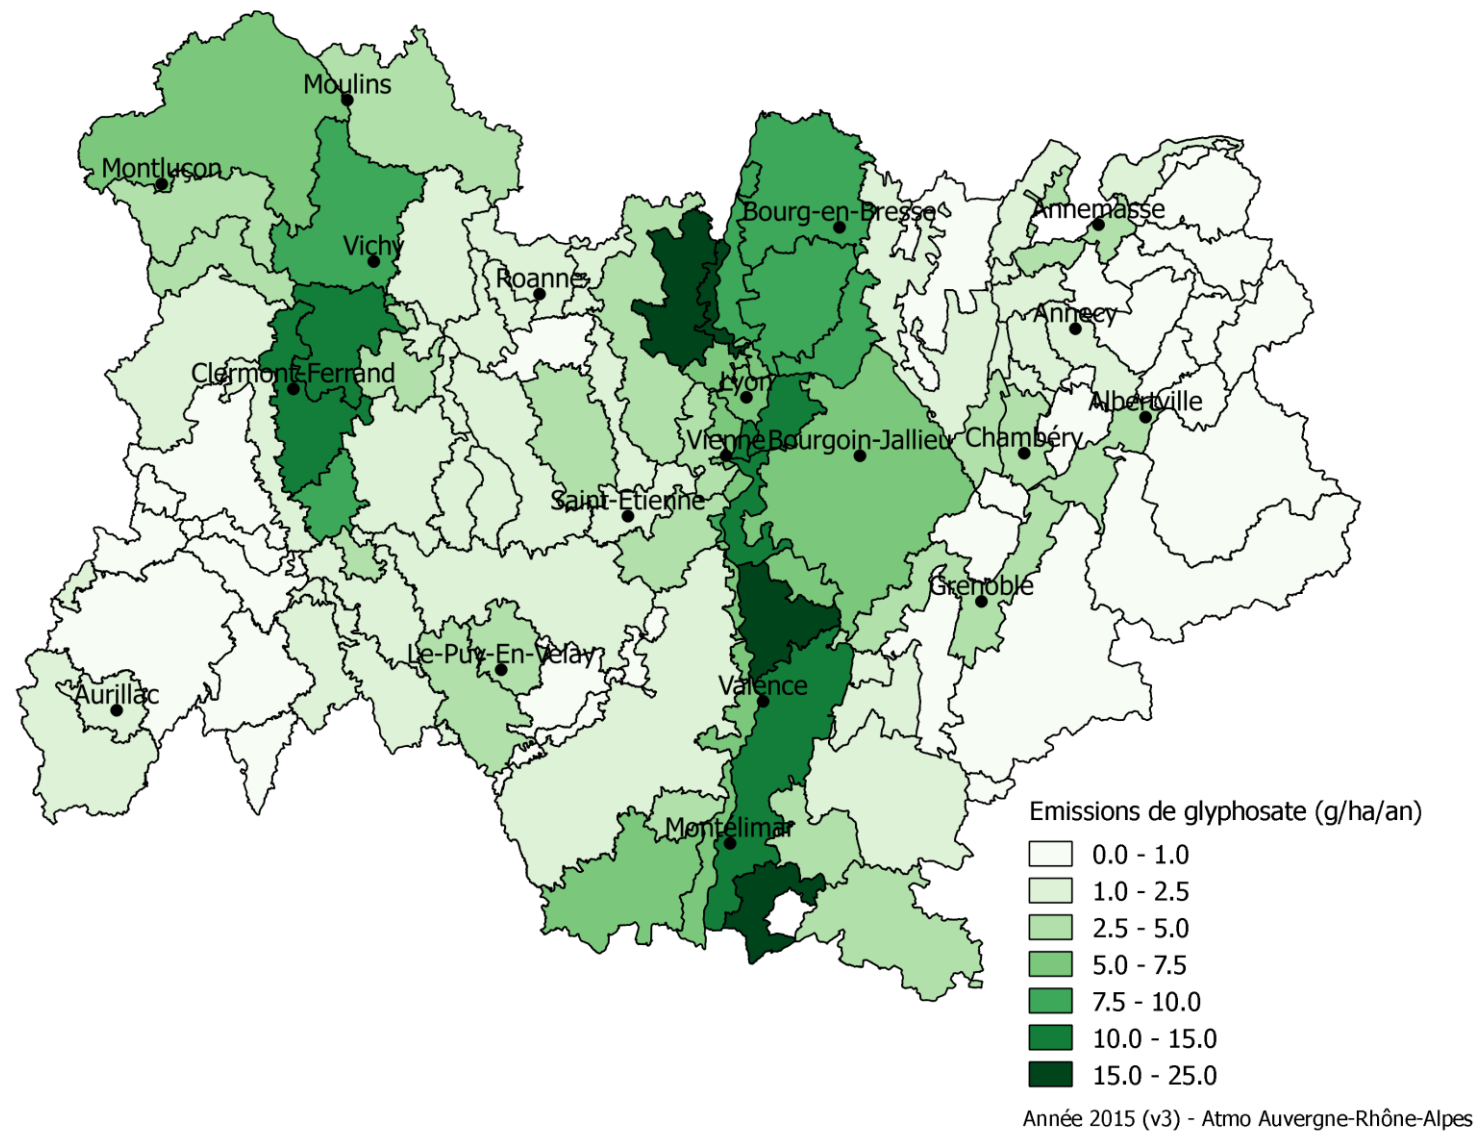 Moulins
Montluçon
Bourg-en-Bresse
Annemasse
Vichy
Roanne
Annecy
Clermont-Ferrand
Lyon
Albertville
Vienne
Bourgoin-Jallieu
Chambéry
Saint-Etienne
Grenoble
Le-Puy-En-Velay
Aurillac
Valence
Montélimar
Emissions de glyphosate (g/ha/an)
0.0 - 1.0
1.0 - 2.5
2.5 - 5.0
5.0 - 7.5
7.5 - 10.0
10.0 - 15.0
15.0 - 25.0
Année 2015 (v3) - Atmo Auvergne-Rhône-Alpes